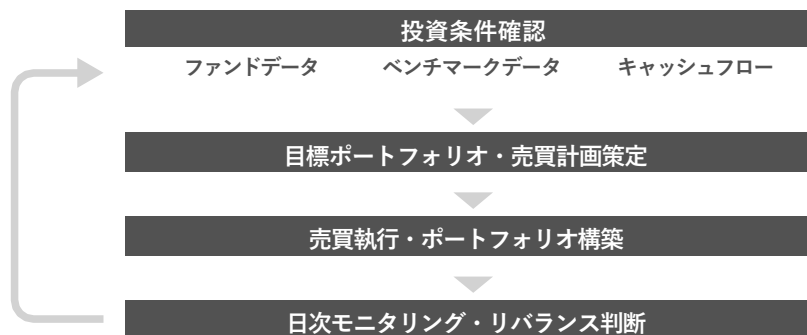 投資条件確認
ファンドデータ ベンチマークデータ キャッシュフロー
目標ポートフォリオ・売買計画策定
売買執行・ポートフォリオ構築
日次モニタリング・リバランス判断